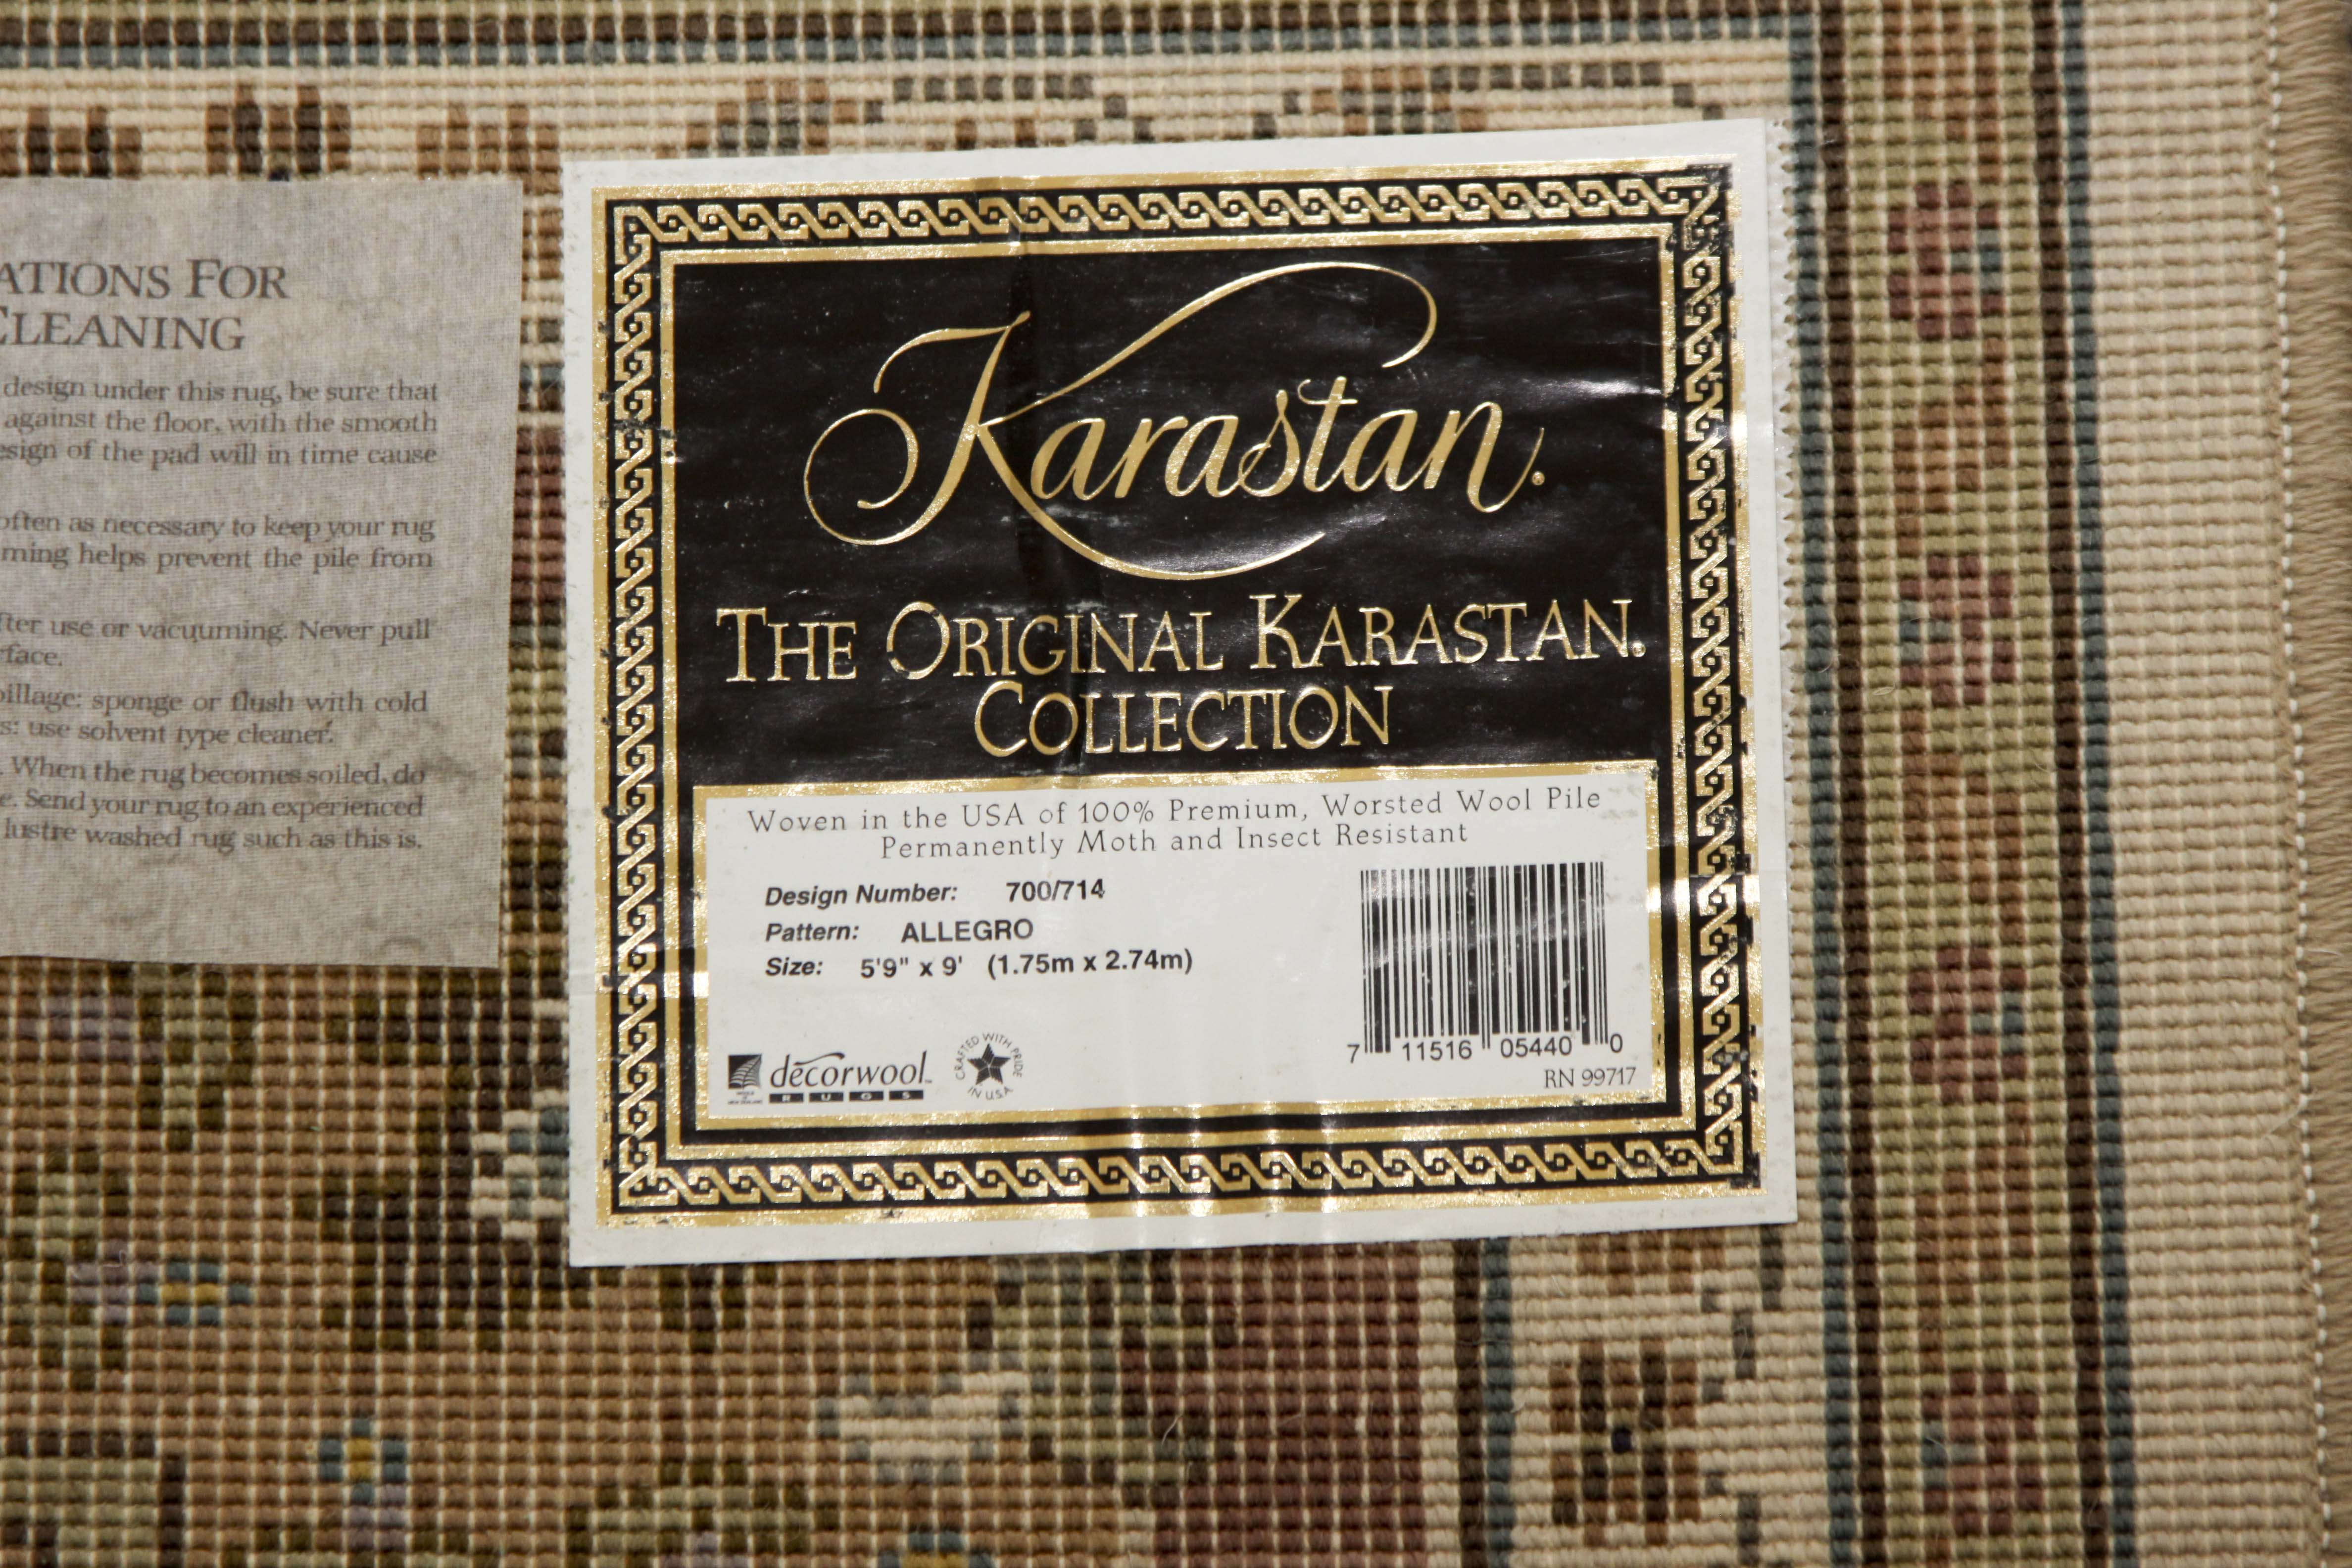 ATIONS FOR
CLEANING
design under this rug, be sure that
against the floor, with the smooth
esign of the pad will in time cause
often as necessary to keep your rug
ming helps prevent the pile from
fter use or vacuuming. Never pull
face.
pillage: sponge or flush with cold
s: use solvent type cleaner.
. When the rug becomes soiled, do
e. Send your rug to an experienced
lustre washed rug such as this is.
Karastan.
THE ORIGINAL KARASTAN.
COLLECTION
Woven in the USA of 100% Premium, Worsted Wool Pile
Permanently Moth and Insect Resistant
Design Number: 700/714
Pattern: ALLEGRO
Size: 5'9" x 9' (1.75m x 2.74m)
décorwool™
RUGS
CRAFTED WITH PRIDE
IN U.S.A
7 11516 05440 0
RN 99717